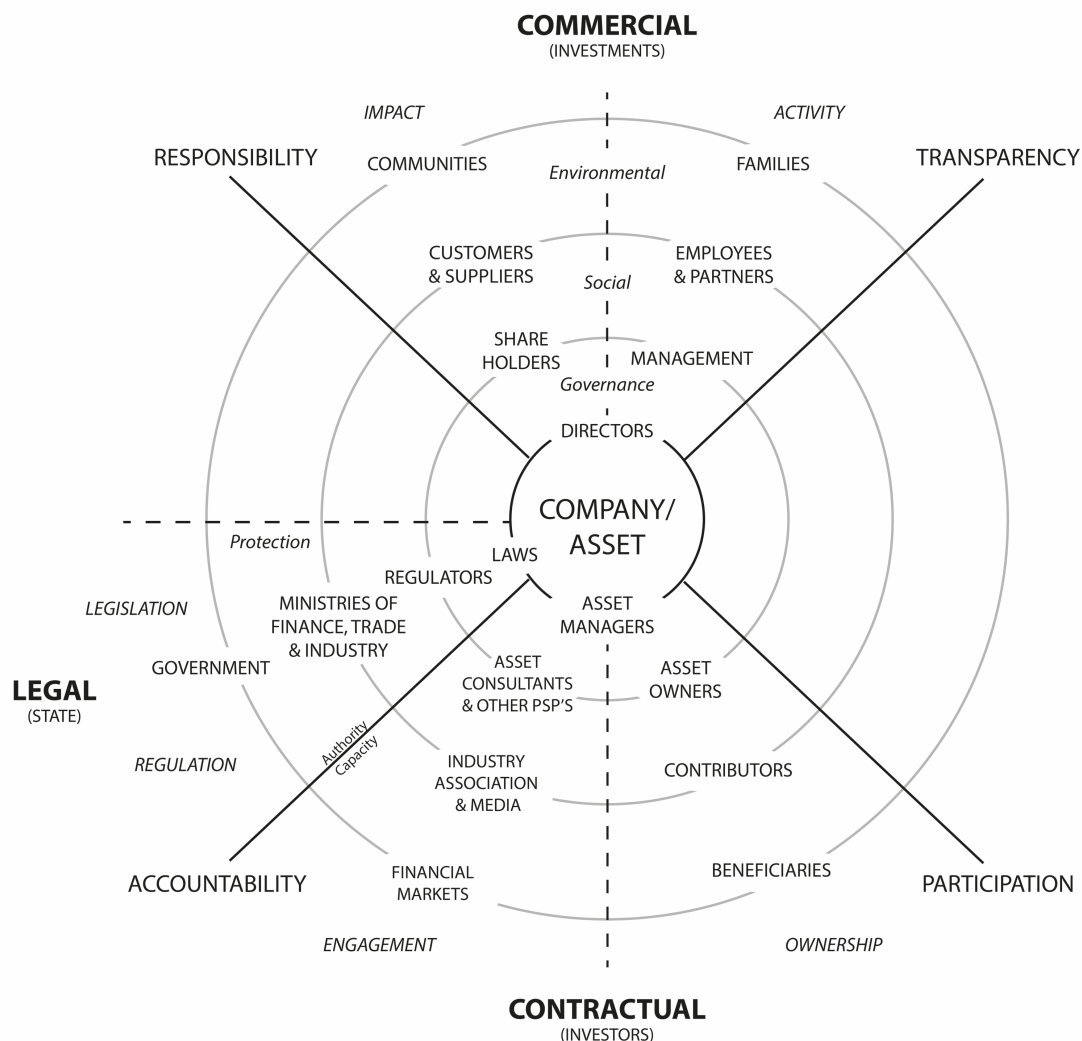 COMMERCIAL
(INVESTMENTS)
IMPACT
ACTIVITY
RESPONSIBILITY
TRANSPARENCY
COMMUNITIES
FAMILIES
Environmental
CUSTOMERS
& SUPPLIERS
EMPLOYEES
& PARTNERS
Social
SHARE
HOLDERS
MANAGEMENT
Governance
DIRECTORS
COMPANY/
ASSET
Protection
LAWS
REGULATORS
LEGISLATION
MINISTRIES OF
FINANCE, TRADE
& INDUSTRY
ASSET
MANAGERS
GOVERNMENT
LEGAL
(STATE)
ASSET
CONSULTANTS
& OTHER PSP'S
ASSET
OWNERS
Authority
Capacity
REGULATION
INDUSTRY
ASSOCIATION
& MEDIA
CONTRIBUTORS
ACCOUNTABILITY
FINANCIAL
MARKETS
BENEFICIARIES
PARTICIPATION
ENGAGEMENT
OWNERSHIP
CONTRACTUAL
(INVESTORS)